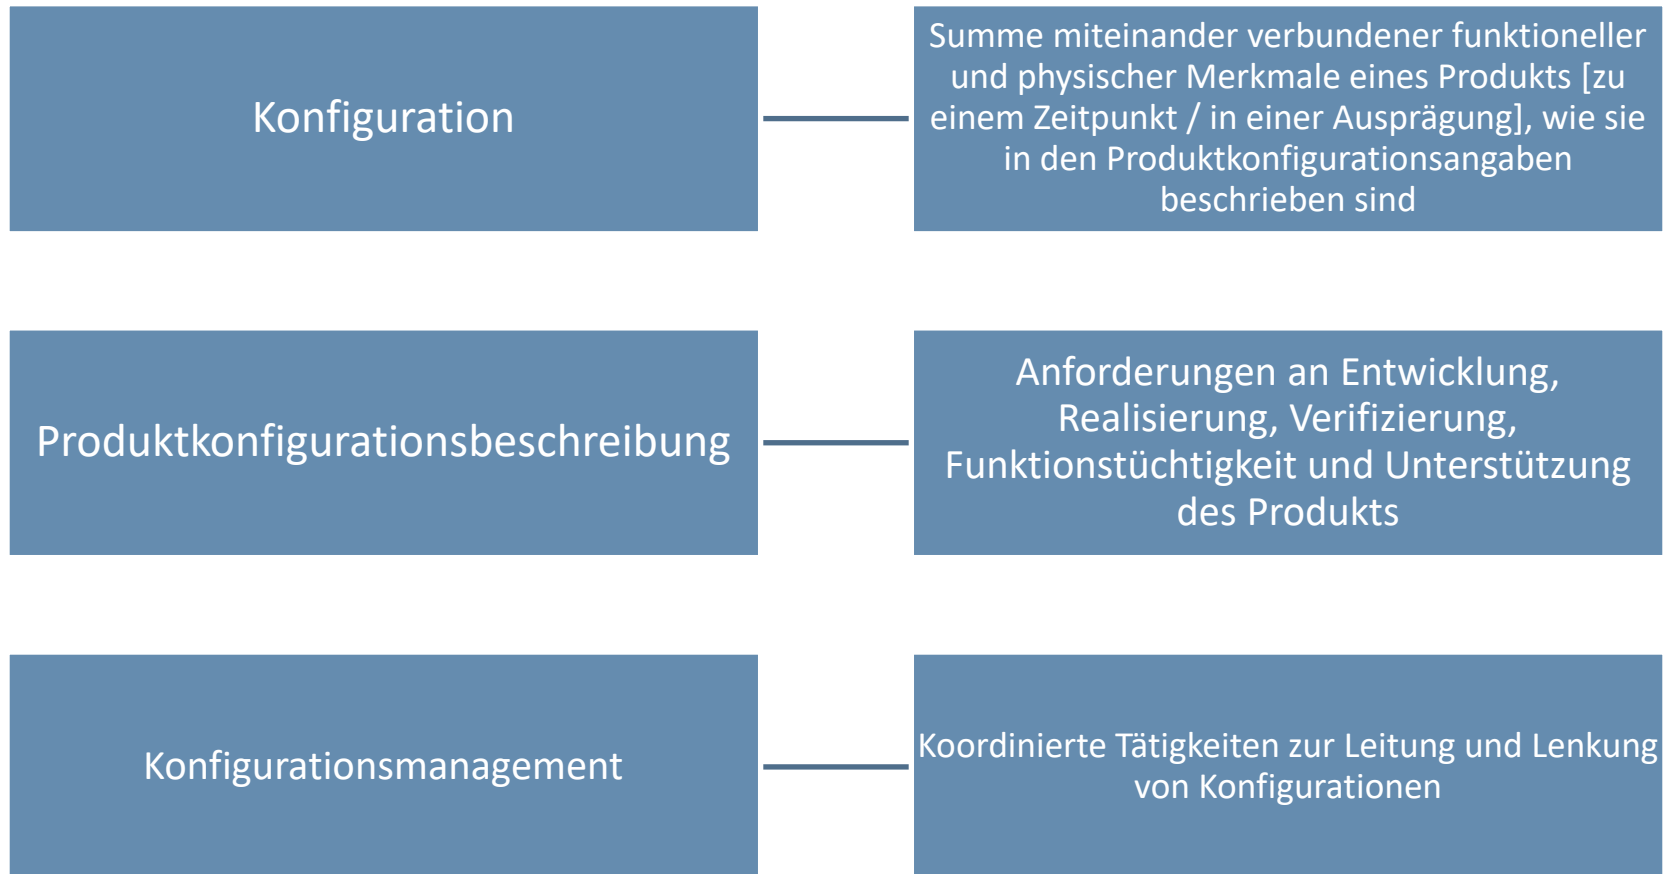 Konfiguration
Summe miteinander verbundener funktioneller
und physischer Merkmale eines Produkts [zu
einem Zeitpunkt / in einer Ausprägung], wie sie
in den Produktkonfigurationsangaben
beschrieben sind
Produktkonfigurationsbeschreibung
Anforderungen an Entwicklung,
Realisierung, Verifizierung,
Funktionstüchtigkeit und Unterstützung
des Produkts
Konfigurationsmanagement
Koordinierte Tätigkeiten zur Leitung und Lenkung
von Konfigurationen